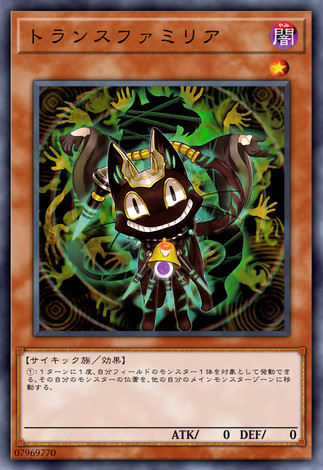 トランスファミリア
闇
やみ
【サイキック族／効果】
①：１ターンに１度、自分フィールドのモンスター１体を対象として発動でき
る。その自分のモンスターの位置を、他の自分のメインモンスターゾーンに移
動する。
ATK/ 0 DEF/ 0
07969770